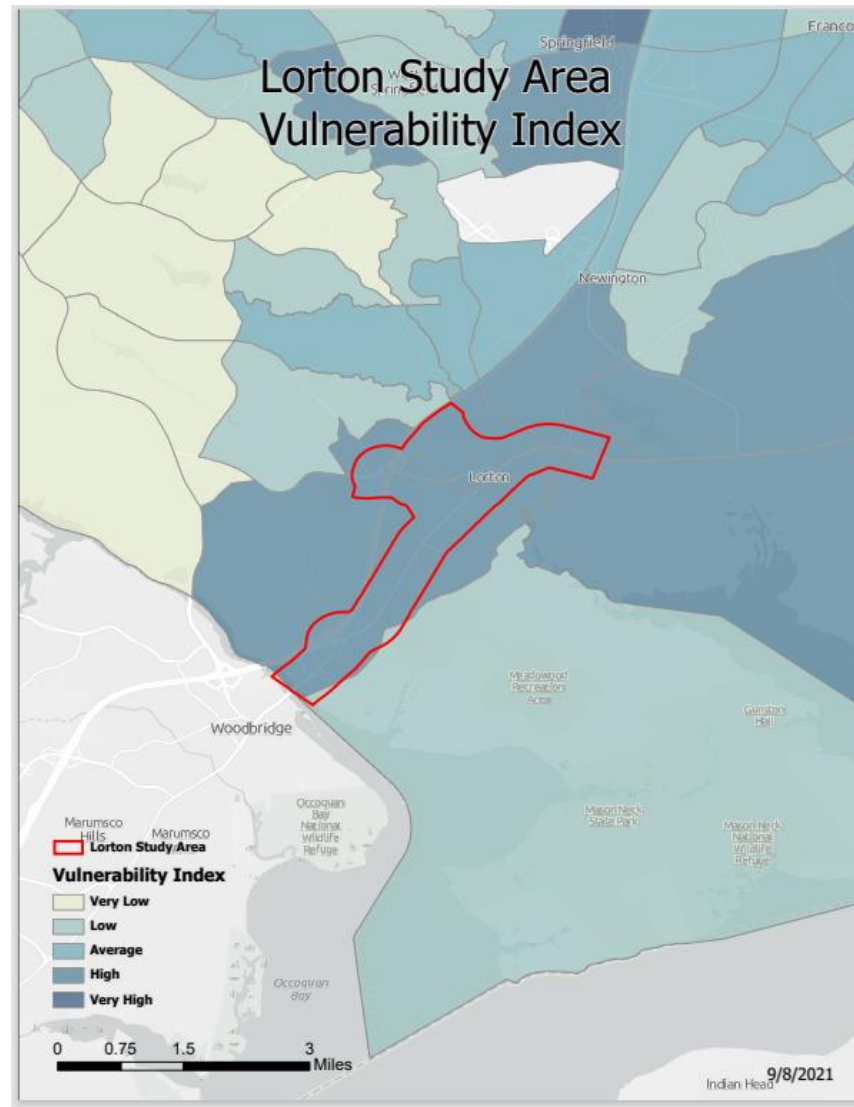 Springfield
Franco
Lorton Study Area
Vulnerability Index
Newington
Lorton
Meadowood
Recreation
Area
Gunston
Hall
Woodbridge
Mason Neck
State Park
Mason Neck
National
Wildlife
Refuge
Occoquan
Bay
National
Wildlife
Refuge
Marumsco
Hills
Marumsco
Lorton Study Area
Vulnerability Index
Very Low
Low
Average
High
Very High
Occoquan
Bay
0 0.75 1.5 3
Miles
9/8/2021
Indian Head